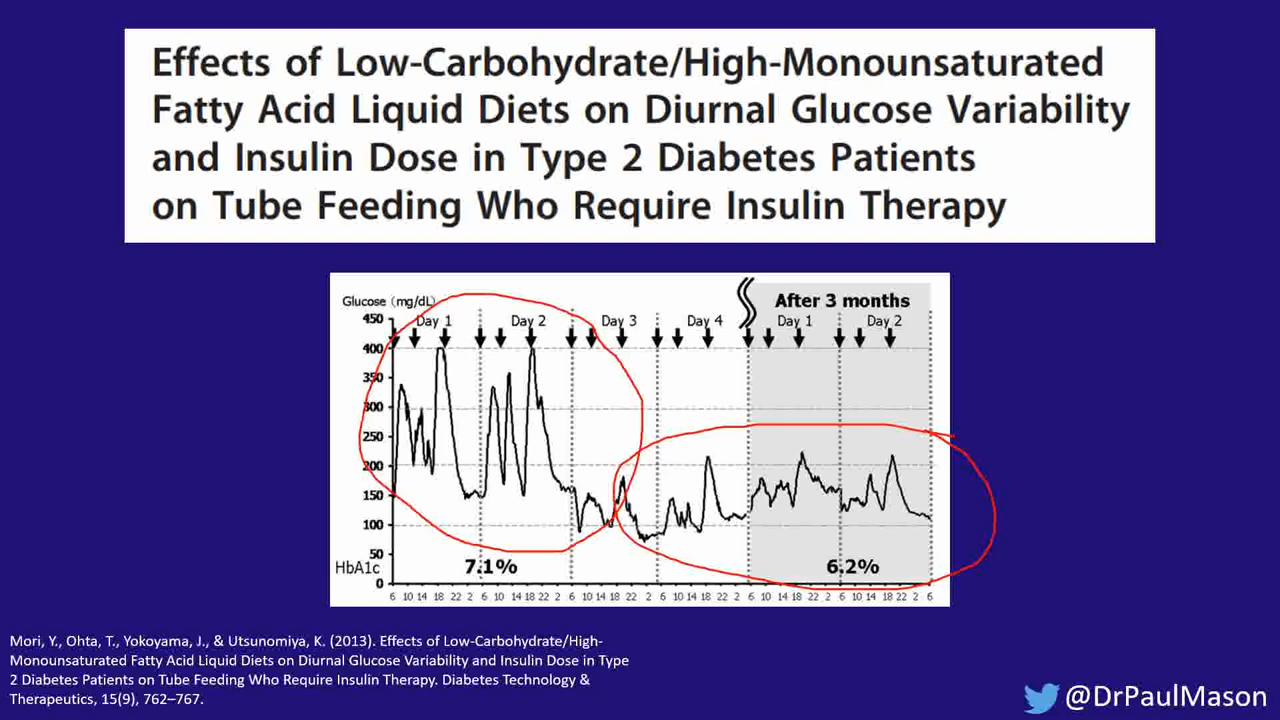 Effects of Low-Carbohydrate/High-Monounsaturated
Fatty Acid Liquid Diets on Diurnal Glucose Variability
and Insulin Dose in Type 2 Diabetes Patients
on Tube Feeding Who Require Insulin Therapy
Glucose (mg/dL)
After 3 months
Day 1 Day 2 Day 3 Day 4 Day 1 Day 2
450
400
350
300
250
200
150
100
50
HbA1c 7.1% 6.2%
0
6 10 14 18 22 2 6 10 14 18 22 2 6 10 14 18 22 2 6 10 14 18 22 2 6 10 14 18 22 2 6 10 14 18 22 2 6
Mori, Y., Ohta, T., Yokoyama, J., & Utsunomiya, K. (2013). Effects of Low-Carbohydrate/High-
Monounsaturated Fatty Acid Liquid Diets on Diurnal Glucose Variability and Insulin Dose in Type
2 Diabetes Patients on Tube Feeding Who Require Insulin Therapy. Diabetes Technology &
Therapeutics, 15(9), 762–767.
@DrPaulMason